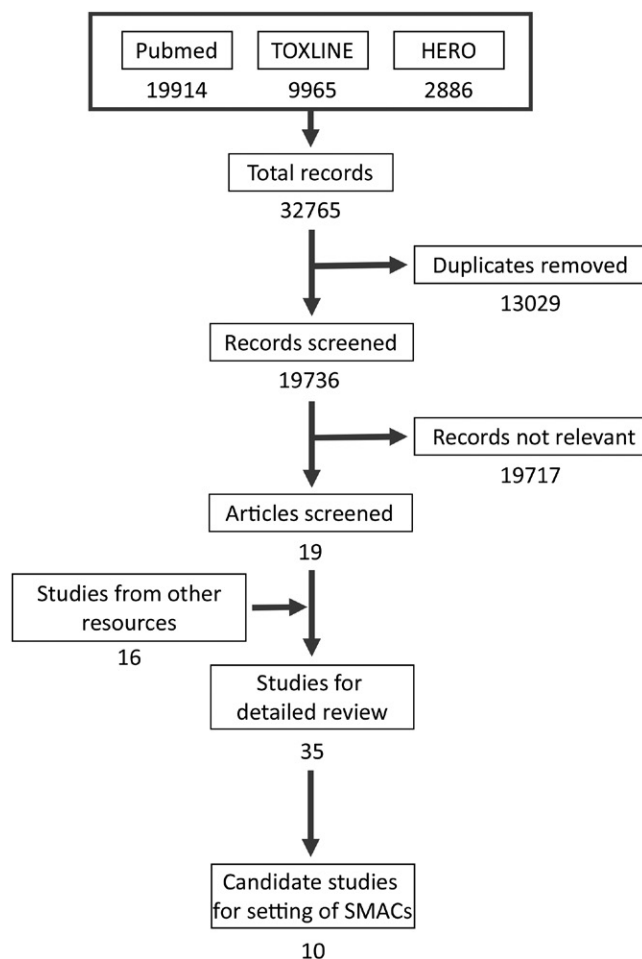 Pubmed TOXLINE HERO
19914 9965 2886
Total records
32765
Duplicates removed
13029
Records screened
19736
Records not relevant
19717
Articles screened
19
Studies from other
resources
16
Studies for
detailed review
35
Candidate studies
for setting of SMACs
10